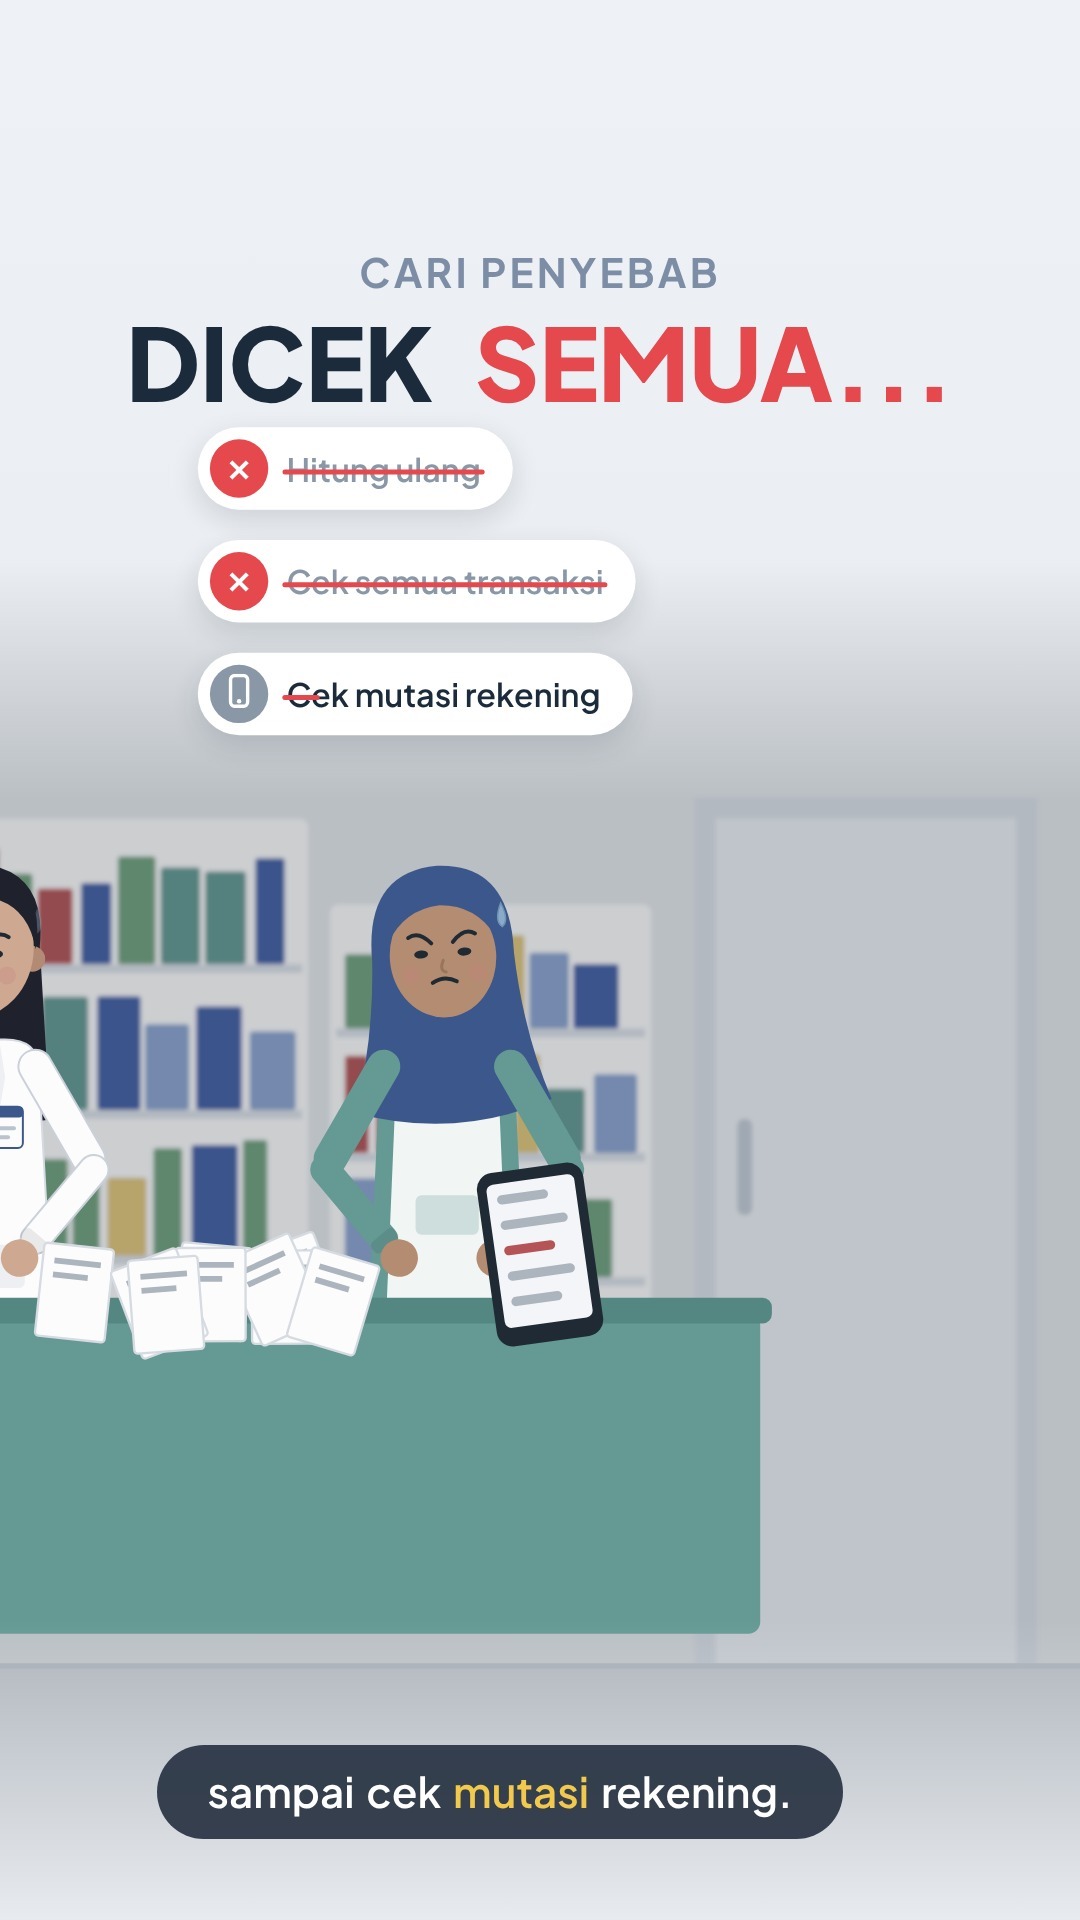 CARI PENYEBAB
DICEK SEMUA...
Hitung ulang
Cek semua transaksi
Cek mutasi rekening
sampai cek mutasi rekening.